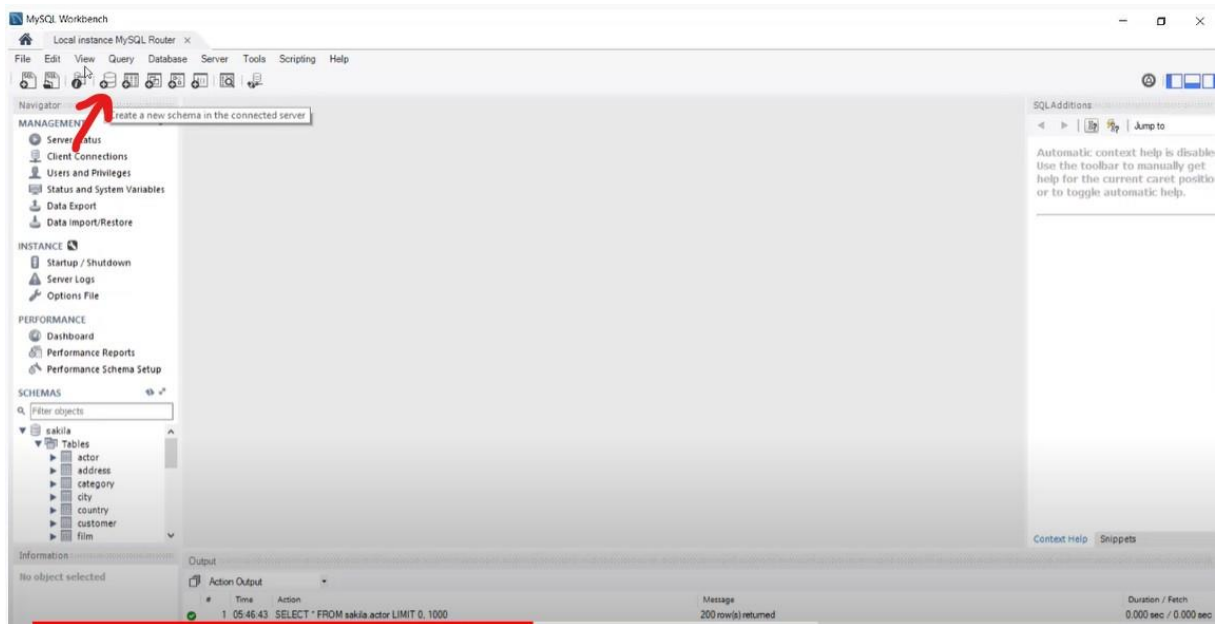 MySQL Workbench
Local instance MySQL Router
File Edit View Query Database Server Tools Scripting Help
Create a new schema in the connected server
Navigator
MANAGEMENT
Server Status
Client Connections
Users and Privileges
Status and System Variables
Data Export
Data Import/Restore
INSTANCE
Startup / Shutdown
Server Logs
Options File
PERFORMANCE
Dashboard
Performance Reports
Performance Schema Setup
SCHEMAS
Filter objects
sakila
Tables
actor
address
category
city
country
customer
film
Information
No object selected
SQLAdditions
Jump to
Automatic context help is disable
Use the toolbar to manually get
help for the current caret positio
or to toggle automatic help.
Context Help Snippets
Output
Action Output
# Time Action Message Duration / Fetch
1 05:46:43 SELECT * FROM sakila.actor LIMIT 0, 1000 200 row(s) returned 0.000 sec / 0.000 sec